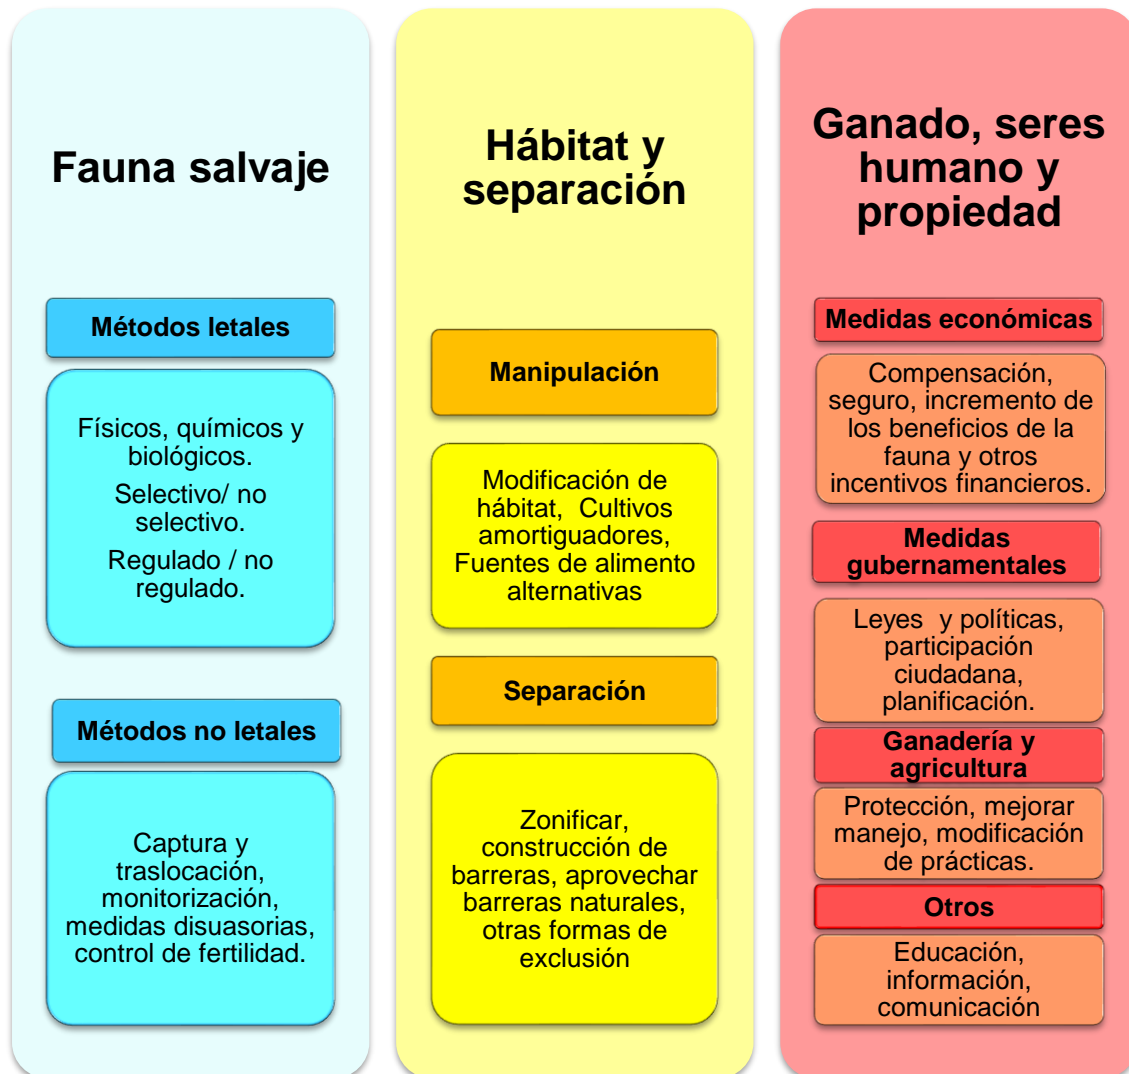 Fauna salvaje
Métodos letales
Físicos, químicos y
biológicos.
Selectivo/ no
selectivo.
Regulado / no
regulado.
Métodos no letales
Captura y
traslocación,
monitorización,
medidas disuasorias,
control de fertilidad.
Hábitat y
separación
Manipulación
Modificación de
hábitat,  Cultivos
amortiguadores,
Fuentes de alimento
alternativas
Separación
Zonificar,
construcción de
barreras, aprovechar
barreras naturales,
otras formas de
exclusión
Ganado, seres
humano y
propiedad
Medidas económicas
Compensación,
seguro, incremento de
los beneficios de la
fauna y otros
incentivos financieros.
Medidas
gubernamentales
Leyes  y políticas,
participación
ciudadana,
planificación.
Ganadería y
agricultura
Protección, mejorar
manejo, modificación
de prácticas.
Otros
Educación,
información,
comunicación